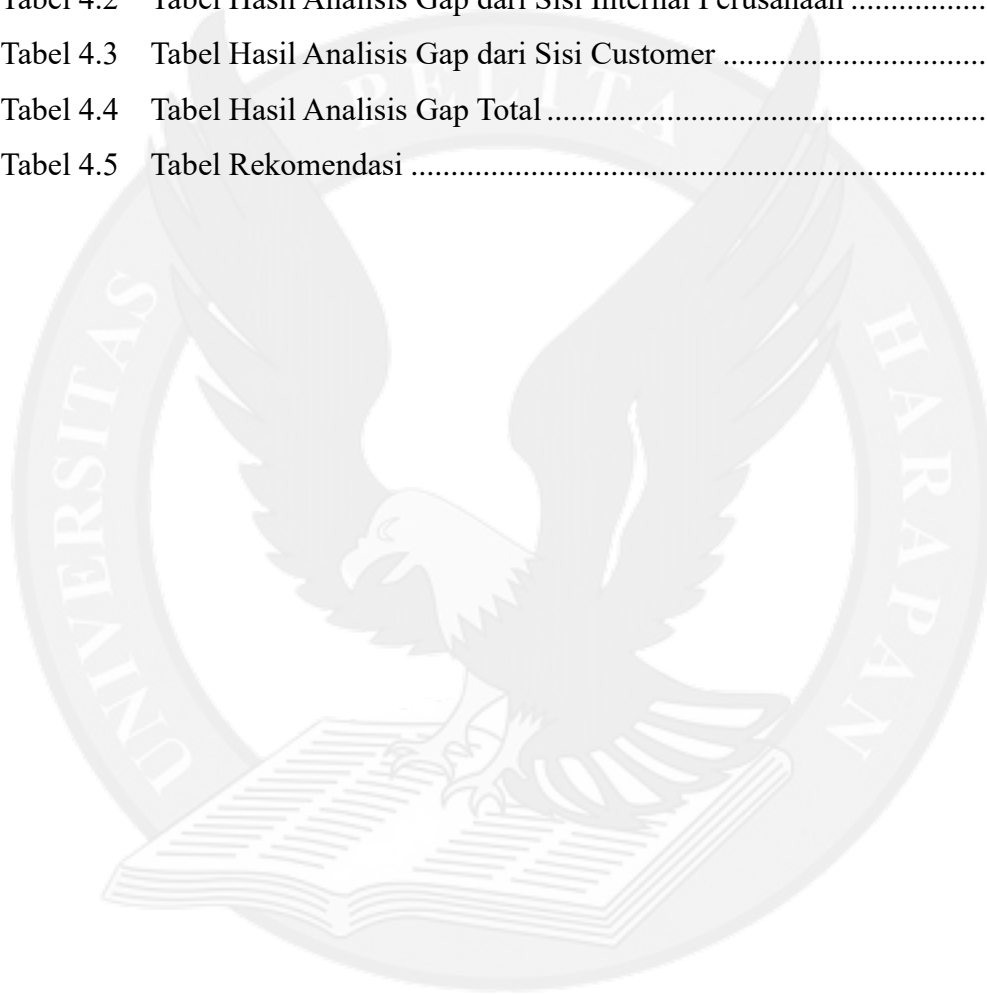 Tabel 4.2 Tabel Hasil Analisis Gap dari Sisi Internal Perusahaan ................
Tabel 4.3 Tabel Hasil Analisis Gap dari Sisi Customer .................................
Tabel 4.4 Tabel Hasil Analisis Gap Total .......................................................
Tabel 4.5 Tabel Rekomendasi ........................................................................
UNIVERSITAS PELITA HARAPAN